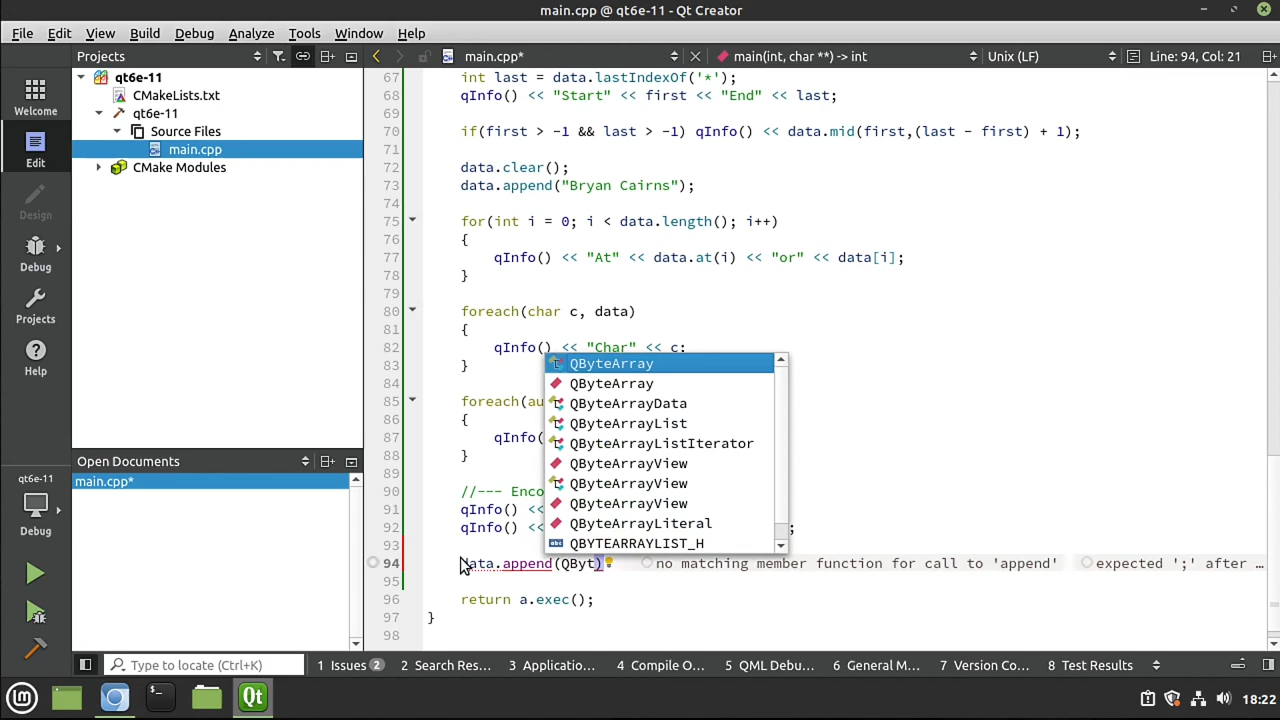 main.cpp @ qt6e-11 - Qt Creator
File Edit View Build Debug Analyze Tools Window Help
Projects main.cpp* main(int, char **) -> int Unix (LF) Line: 94, Col: 21
Welcome
Edit
Design
Debug
Projects
Help
qt6e-11
Debug
qt6e-11
CMakeLists.txt
qt6e-11
Source Files
main.cpp
CMake Modules
Open Documents
main.cpp*
67 int last = data.lastIndexOf('*');
68 qInfo() << "Start" << first << "End" << last;
69
70 if(first > -1 && last > -1) qInfo() << data.mid(first,(last - first) + 1);
71
72 data.clear();
73 data.append("Bryan Cairns");
74
75 for(int i = 0; i < data.length(); i++)
76 {
77 qInfo() << "At" << data.at(i) << "or" << data[i];
78 }
79
80 foreach(char c, data)
81 {
82 qInfo() << "Char" << c;
83 }
84
85 foreach(au
86 {
87 qInfo()
88 }
89
90 //--- Enco
91 qInfo() <<
92 qInfo() << ;
93
94 data.append(QByt) no matching member function for call to 'append' expected ';' after …
95
96 return a.exec();
97 }
98
QByteArray
QByteArray
QByteArrayData
QByteArrayList
QByteArrayListIterator
QByteArrayView
QByteArrayView
QByteArrayView
QByteArrayLiteral
QBYTEARRAYLIST_H
Type to locate (Ctrl+K) 1 Issues 2 2 Search Res... 3 Applicatio... 4 Compile O... 5 QML Debu... 6 General M... 7 Version Co... 8 Test Results
18:22